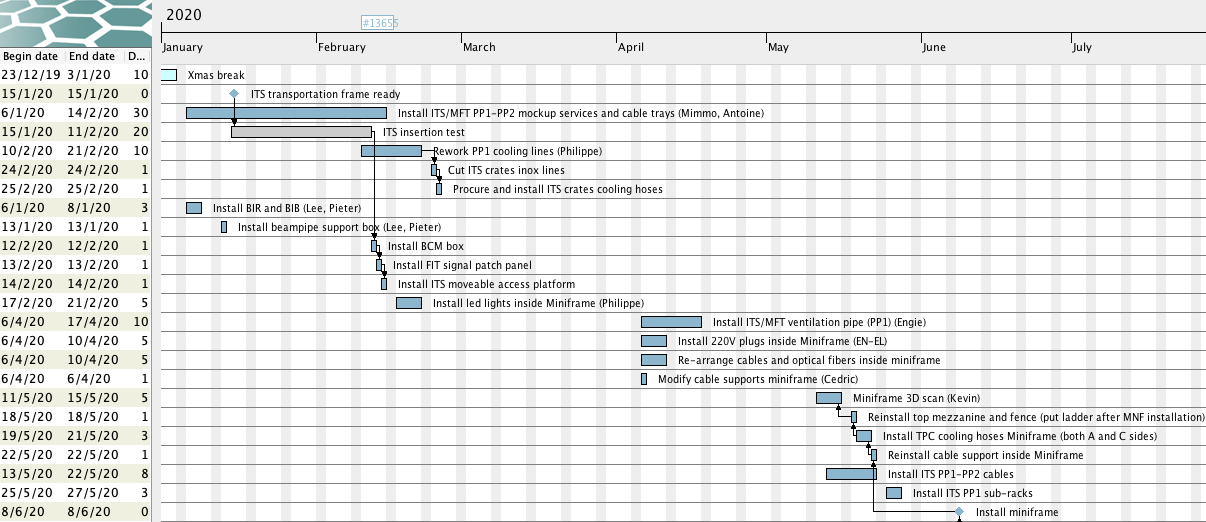 2020
#13655
January February March April May June July
Begin date End date D...
23/12/19 3/1/20 10 Xmas break
15/1/20 15/1/20 0 ITS transportation frame ready
6/1/20 14/2/20 30 Install ITS/MFT PP1-PP2 mockup services and cable trays (Mimmo, Antoine)
15/1/20 11/2/20 20 ITS insertion test
10/2/20 21/2/20 10 Rework PP1 cooling lines (Philippe)
24/2/20 24/2/20 1 Cut ITS crates inox lines
25/2/20 25/2/20 1 Procure and install ITS crates cooling hoses
6/1/20 8/1/20 3 Install BIR and BIB (Lee, Pieter)
13/1/20 13/1/20 1 Install beampipe support box (Lee, Pieter)
12/2/20 12/2/20 1 Install BCM box
13/2/20 13/2/20 1 Install FIT signal patch panel
14/2/20 14/2/20 1 Install ITS moveable access platform
17/2/20 21/2/20 5 Install led lights inside Miniframe (Philippe)
6/4/20 17/4/20 10 Install ITS/MFT ventilation pipe (PP1) (Engie)
6/4/20 10/4/20 5 Install 220V plugs inside Miniframe (EN-EL)
6/4/20 10/4/20 5 Re-arrange cables and optical fibers inside miniframe
6/4/20 6/4/20 1 Modify cable supports miniframe (Cedric)
11/5/20 15/5/20 5 Miniframe 3D scan (Kevin)
18/5/20 18/5/20 1 Reinstall top mezzanine and fence (put ladder after MNF installation)
19/5/20 21/5/20 3 Install TPC cooling hoses Miniframe (both A and C sides)
22/5/20 22/5/20 1 Reinstall cable support inside Miniframe
13/5/20 22/5/20 8 Install ITS PP1-PP2 cables
25/5/20 27/5/20 3 Install ITS PP1 sub-racks
8/6/20 8/6/20 0 Install miniframe